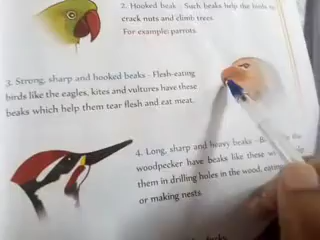 2. Hooked beak - Such beaks help the birds to
crack nuts and climb trees.
For example: parrots.
3. Strong, sharp and hooked beaks - Flesh-eating
birds like the eagles, kites and vultures have these
beaks which help them tear flesh and eat meat.
4. Long, sharp and heavy beaks - the
woodpecker have beaks like these
them in drilling holes in the wood,
or making nests.